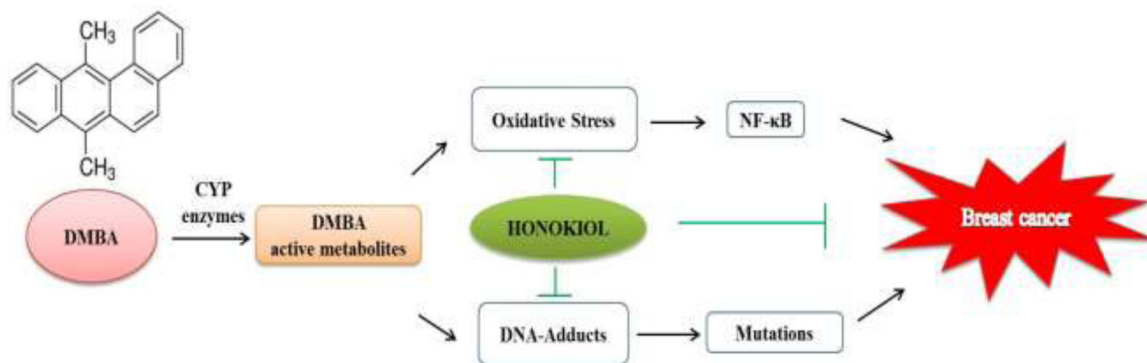 CH₃
CH₃
DMBA
CYP
enzymes
DMBA
active metabolites
Oxidative Stress
NF-κB
HONOKIOL
DNA-Adducts
Mutations
Breast cancer